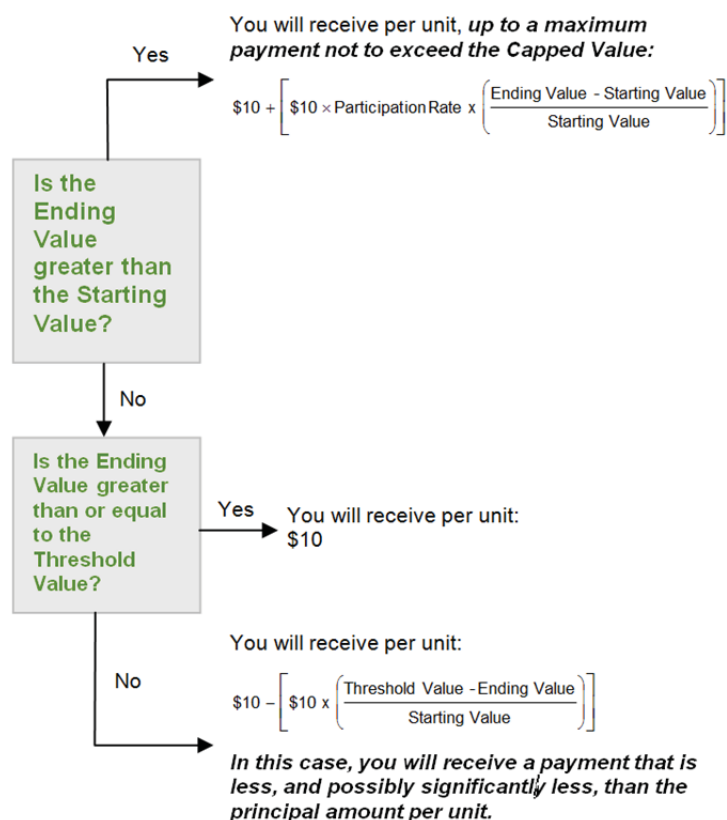 You will receive per unit, up to a maximum
payment not to exceed the Capped Value:
Yes
$10 + [ $10 × Participation Rate x ( Ending Value - Starting Value / Starting Value ) ]
Is the
Ending
Value
greater than
the Starting
Value?
No
Is the Ending
Value greater
than or equal
to the
Threshold
Value?
Yes
You will receive per unit:
$10
You will receive per unit:
No
$10 – [ $10 x ( Threshold Value - Ending Value / Starting Value ) ]
In this case, you will receive a payment that is
less, and possibly significantly less, than the
principal amount per unit.